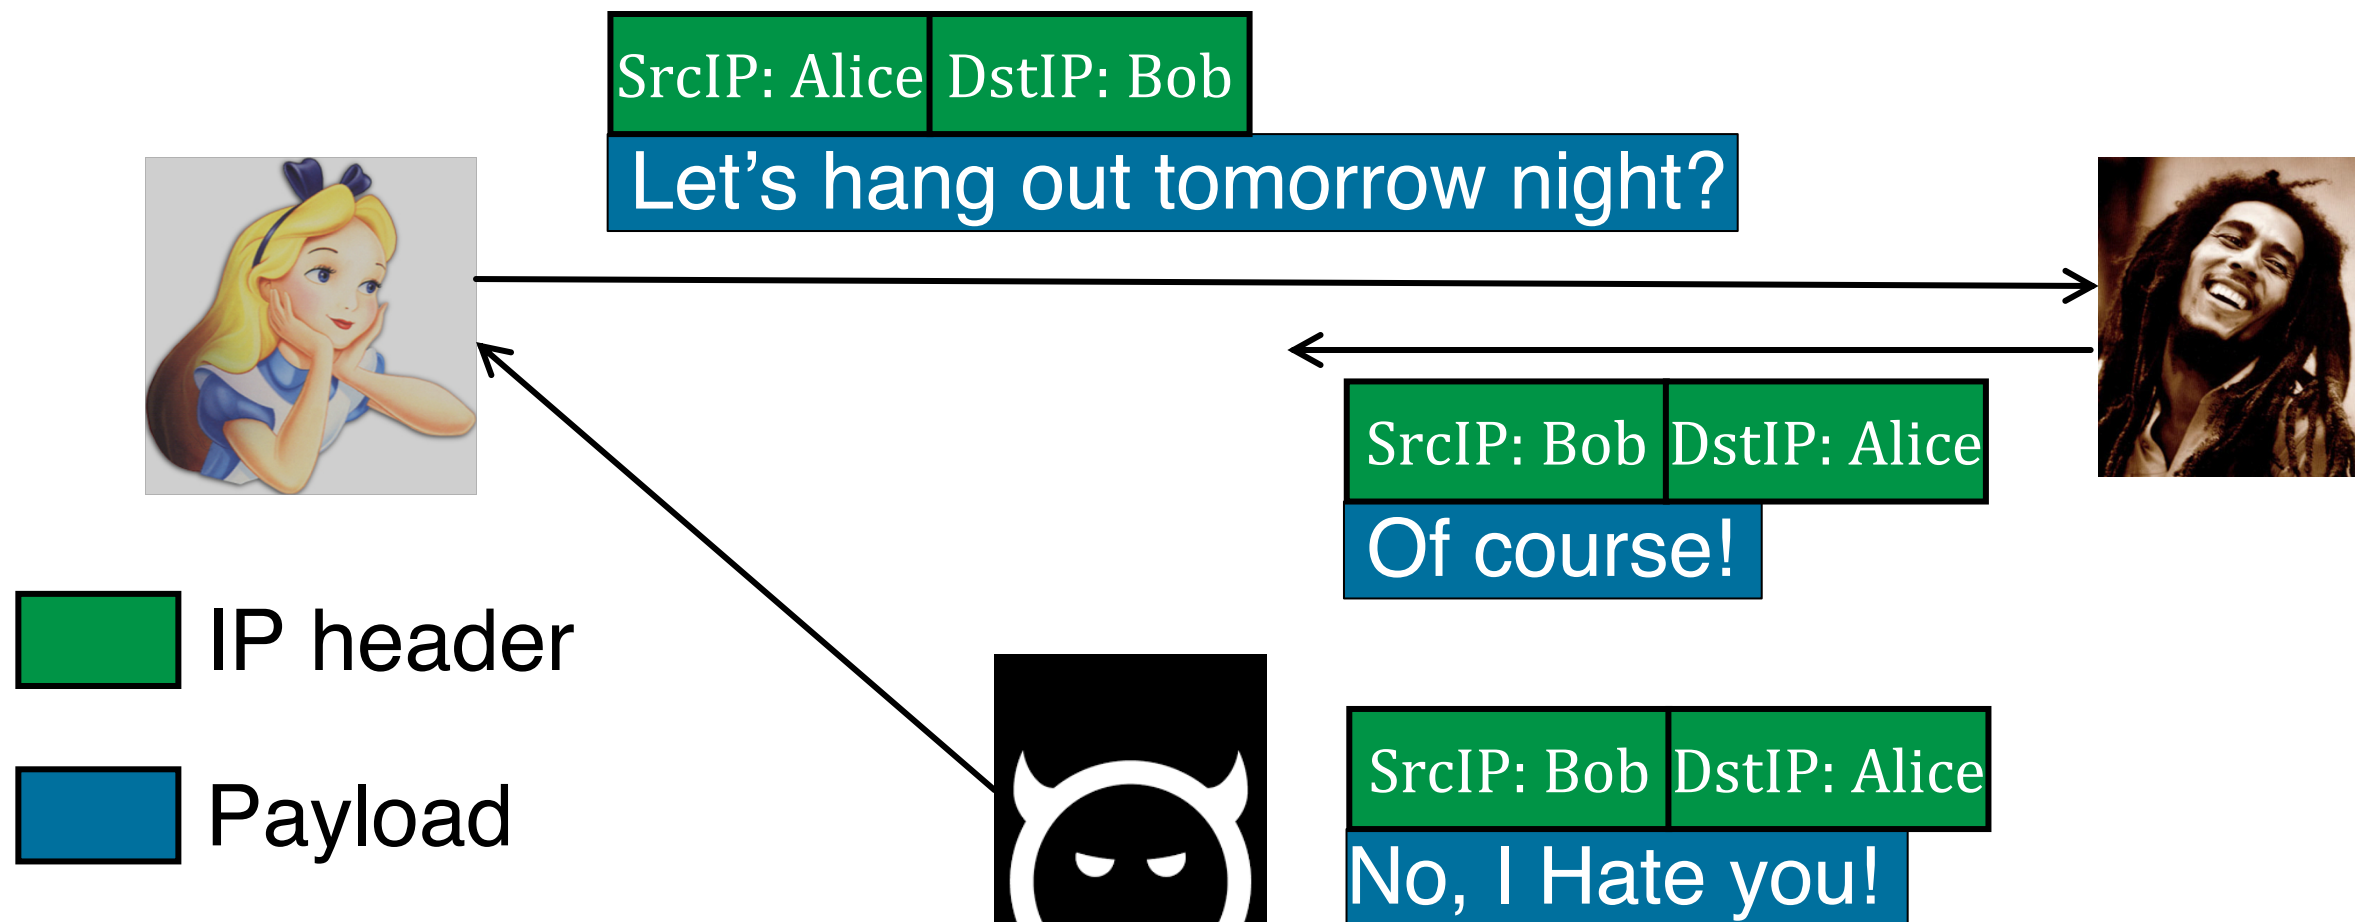 SrcIP: Alice DstIP: Bob
Let’s hang out tomorrow night?
SrcIP: Bob DstIP: Alice
Of course!
IP header
SrcIP: Bob DstIP: Alice
Payload
No, I Hate you!